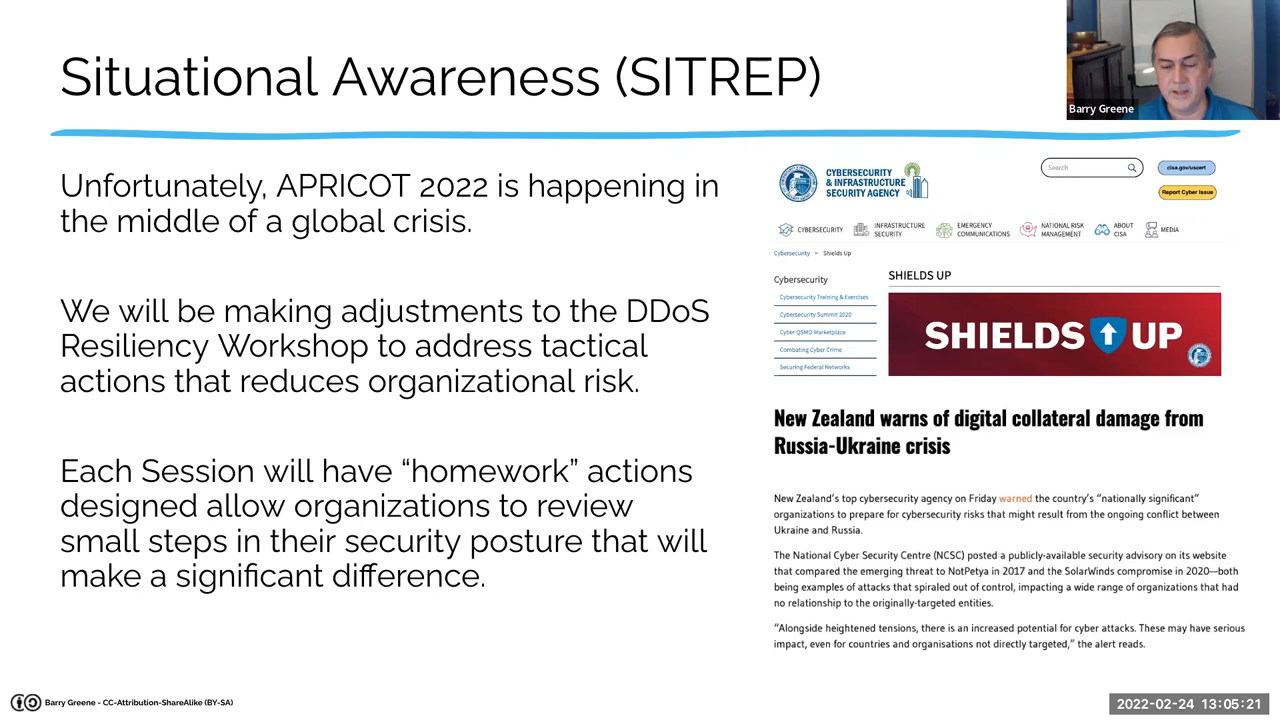 Situational Awareness (SITREP)
Barry Greene
Unfortunately, APRICOT 2022 is happening in
the middle of a global crisis.
We will be making adjustments to the DDoS
Resiliency Workshop to address tactical
actions that reduces organizational risk.
Each Session will have “homework” actions
designed allow organizations to review
small steps in their security posture that will
make a significant difference.
CYBERSECURITY
& INFRASTRUCTURE
SECURITY AGENCY
Search
cisa.gov/uscert
Report Cyber Issue
CYBERSECURITY
INFRASTRUCTURE
SECURITY
EMERGENCY
COMMUNICATIONS
NATIONAL RISK
MANAGEMENT
ABOUT
CISA
MEDIA
Cybersecurity > Shields Up
Cybersecurity
Cybersecurity Training & Exercises
Cybersecurity Summit 2020
Cyber QSMO Marketplace
Combating Cyber Crime
Securing Federal Networks
SHIELDS UP
SHIELDS UP
New Zealand warns of digital collateral damage from
Russia-Ukraine crisis
New Zealand’s top cybersecurity agency on Friday warned the country’s “nationally significant”
organizations to prepare for cybersecurity risks that might result from the ongoing conflict between
Ukraine and Russia.
The National Cyber Security Centre (NCSC) posted a publicly-available security advisory on its website
that compared the emerging threat to NotPetya in 2017 and the SolarWinds compromise in 2020—both
being examples of attacks that spiraled out of control, impacting a wide range of organizations that had
no relationship to the originally-targeted entities.
“Alongside heightened tensions, there is an increased potential for cyber attacks. These may have serious
impact, even for countries and organisations not directly targeted,” the alert reads.
Barry Greene - CC-Attribution-ShareAlike (BY-SA)
2022-02-24 13:05:21